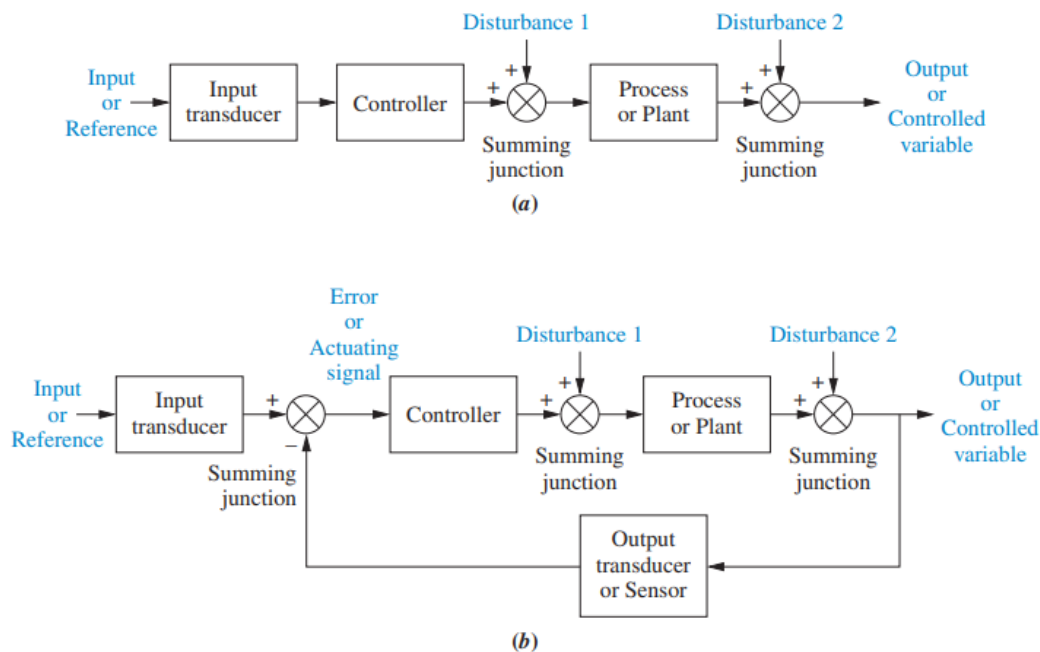 Disturbance 1
Disturbance 2
Input
or
Reference
Input
transducer
Controller
+
+
Summing
junction
Process
or Plant
+
+
Summing
junction
Output
or
Controlled
variable
(a)
Error
or
Actuating
signal
Disturbance 1
Disturbance 2
Input
or
Reference
Input
transducer
+
−
Summing
junction
Controller
+
+
Summing
junction
Process
or Plant
+
+
Summing
junction
Output
or
Controlled
variable
Output
transducer
or Sensor
(b)